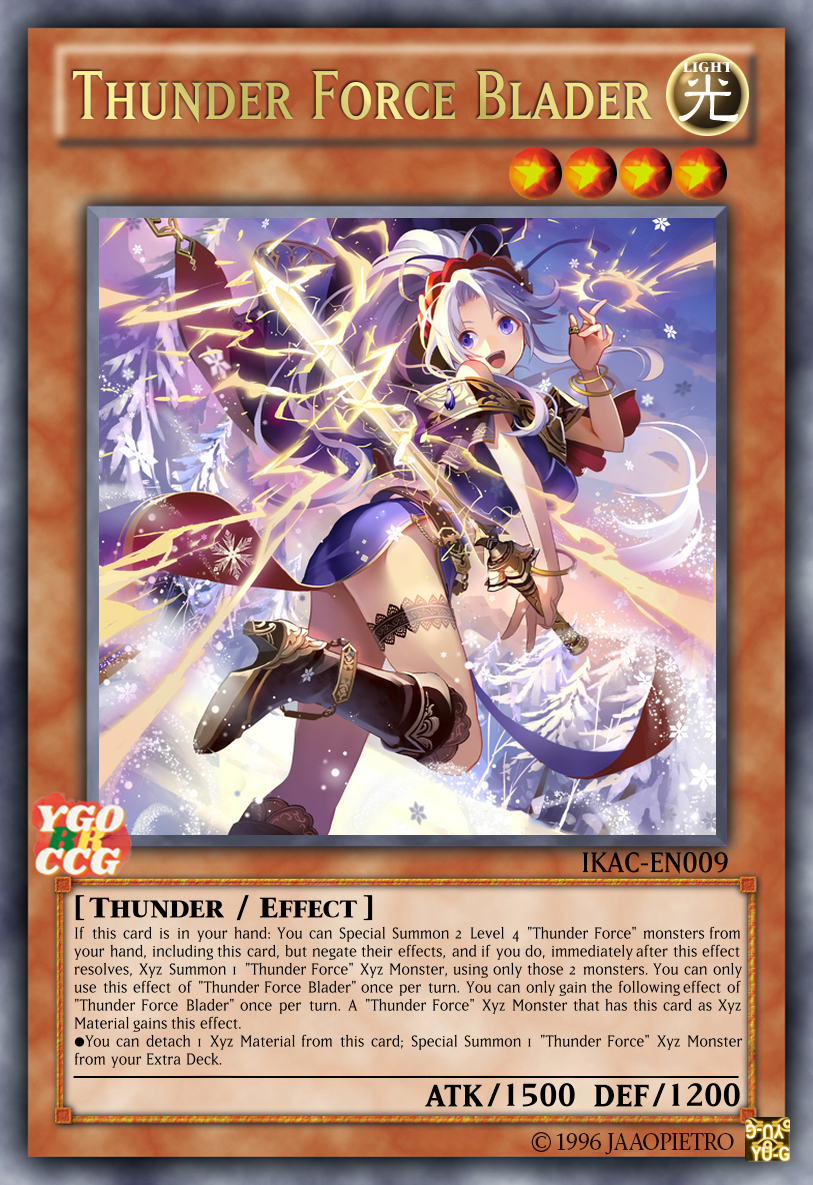 THUNDER FORCE BLADER
LIGHT
光
YGO
RR
CCG
IKAC-EN009
[ THUNDER / EFFECT ]
If this card is in your hand: You can Special Summon 2 Level 4 "Thunder Force" monsters from
your hand, including this card, but negate their effects, and if you do, immediately after this effect
resolves, Xyz Summon 1 "Thunder Force" Xyz Monster, using only those 2 monsters. You can only
use this effect of "Thunder Force Blader" once per turn. You can only gain the following effect of
"Thunder Force Blader" once per turn. A "Thunder Force" Xyz Monster that has this card as Xyz
Material gains this effect.
●You can detach 1 Xyz Material from this card; Special Summon 1 "Thunder Force" Xyz Monster
from your Extra Deck.
ATK/1500 DEF/1200
© 1996 JAAOPIETRO